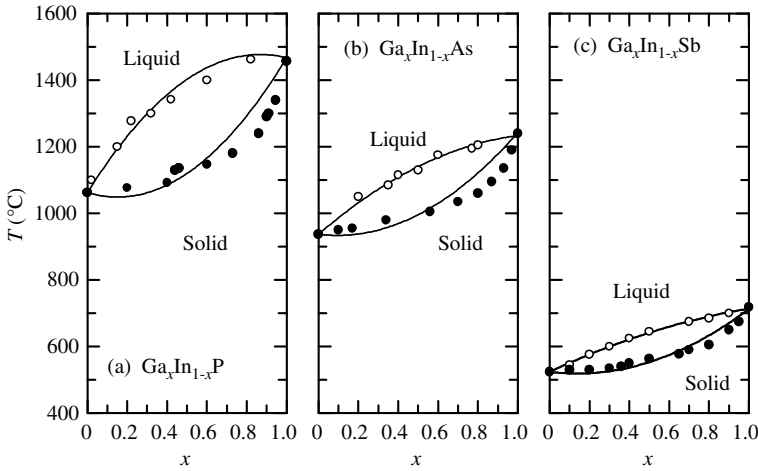 1600
1400
1200
1000
800
600
400
T (°C)
Liquid
Solid
(a) GaₓIn₁₋ₓP
0 0.2 0.4 0.6 0.8 1.0
x
(b) GaₓIn₁₋ₓAs
Liquid
Solid
0 0.2 0.4 0.6 0.8 1.0
x
(c) GaₓIn₁₋ₓSb
Liquid
Solid
0 0.2 0.4 0.6 0.8 1.0
x